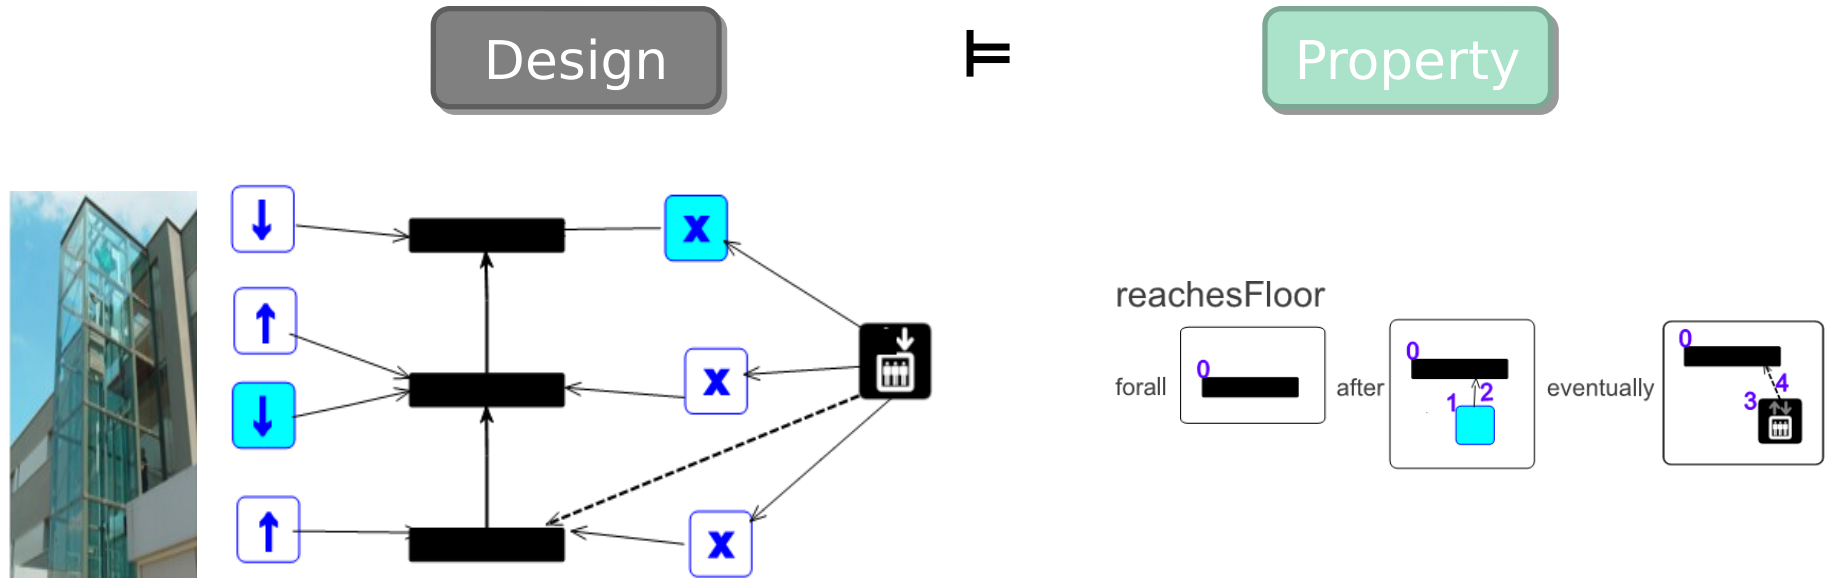 Design ⊨ Property
X
X
X
reachesFloor
forall 0 after 0 1 2 eventually 0 3 4